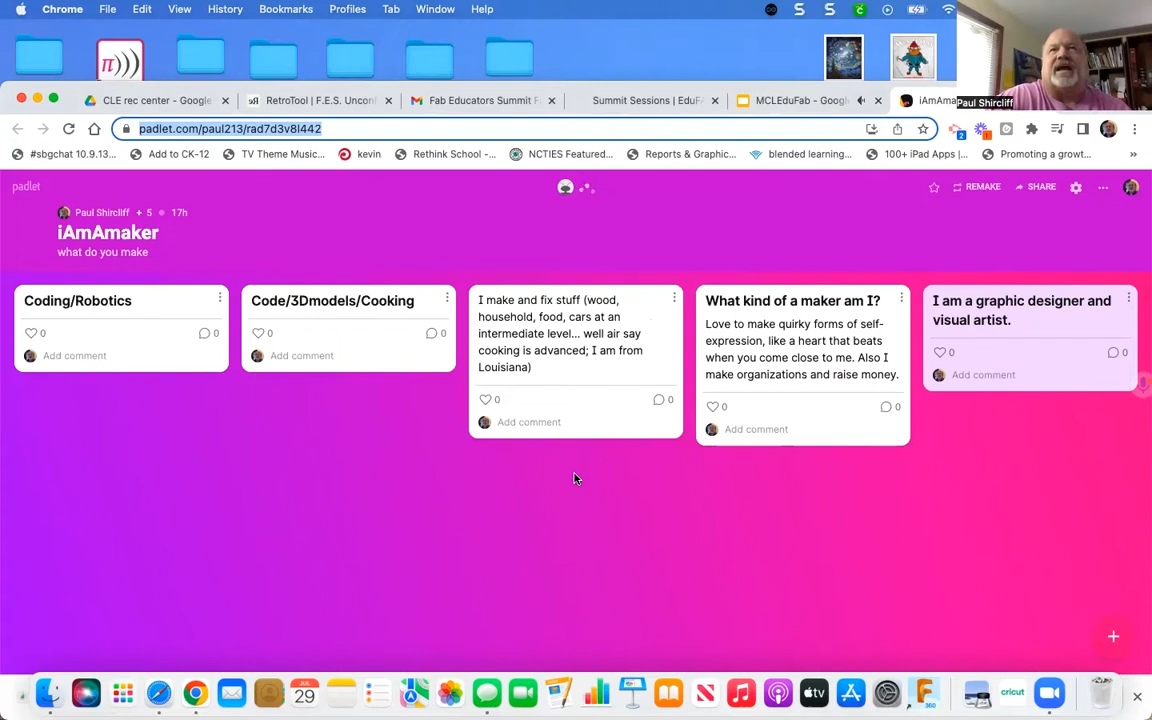 Chrome File Edit View History Bookmarks Profiles Tab Window Help
CLE rec center - Google
RetroTool | F.E.S. Unconf
Fab Educators Summit F
Summit Sessions | EduF
MCLEduFab - Google
iAmAma
Paul Shircliff
padlet.com/paul213/rad7d3v8l442
#sbgchat 10.9.13...
Add to CK-12
TV Theme Music...
kevin
Rethink School -...
NCTIES Featured...
Reports & Graphic...
blended learning...
100+ iPad Apps |...
Promoting a growt...
padlet
REMAKE
SHARE
Paul Shircliff + 5 17h
iAmAmaker
what do you make
Coding/Robotics
0 0
Add comment
Code/3Dmodels/Cooking
0 0
Add comment
I make and fix stuff (wood,
household, food, cars at an
intermediate level... well air say
cooking is advanced; I am from
Louisiana)
0 0
Add comment
What kind of a maker am I?
Love to make quirky forms of self-
expression, like a heart that beats
when you come close to me. Also I
make organizations and raise money.
0 0
Add comment
I am a graphic designer and
visual artist.
0 0
Add comment
JUL
29
tv
360
cricut